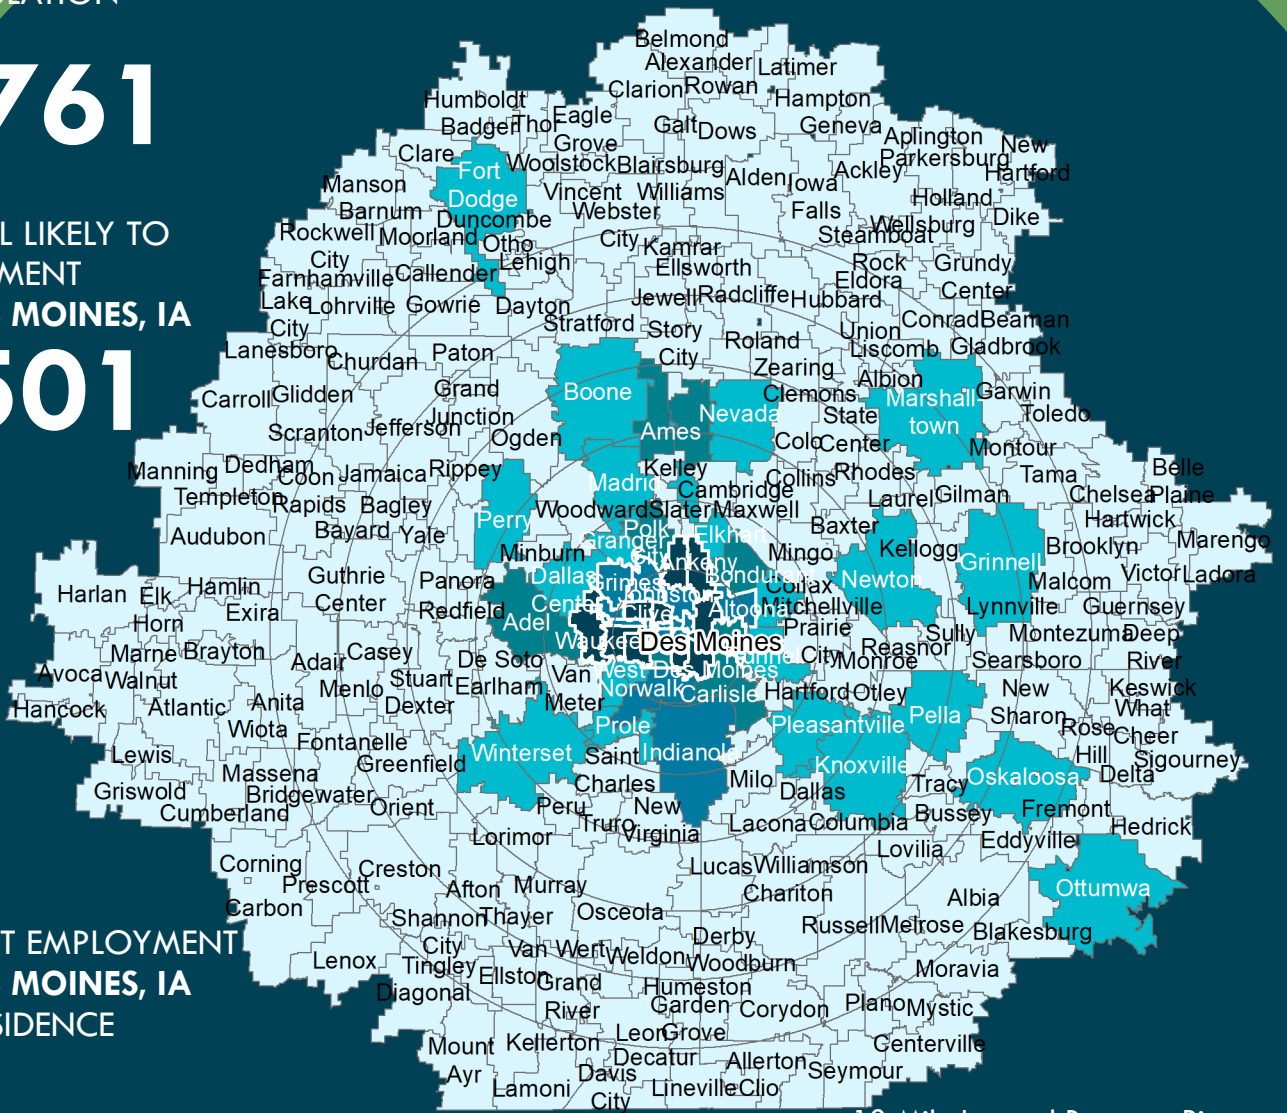 761
L LIKELY TO
MENT
MOINES, IA
501
T EMPLOYMENT
MOINES, IA
SIDENCE
Belmond
Alexander
Latimer
Clarion
Rowan
Humboldt
Hampton
Badger
Thor
Eagle
Grove
Galt
Dows
Geneva
Aplington
Parkersburg
New
Hartford
Clare
Fort
Dodge
Woolstock
Blairsburg
Alden
Iowa
Falls
Ackley
Manson
Vincent
Williams
Holland
Barnum
Duncombe
Webster
City
Wellsburg
Dike
Rockwell
City
Moorland
Otho
Steamboat
Rock
Kamrar
Lehigh
Ellsworth
Eldora
Grundy
Center
Farnhamville
Callender
Lake
City
Lohrville
Gowrie
Dayton
Jewell
Radcliffe
Hubbard
Stratford
Story
City
Roland
Union
Conrad
Beaman
Lanesboro
Churdan
Paton
Liscomb
Gladbrook
Zearing
Carroll
Glidden
Grand
Junction
Boone
Nevada
Clemons
Albion
Marshall
town
Garwin
Toledo
Scranton
Jefferson
Ogden
Ames
State
Center
Colo
Montour
Manning
Dedham
Coon
Rapids
Jamaica
Rippey
Kelley
Collins
Rhodes
Tama
Belle
Plaine
Templeton
Bagley
Madrid
Cambridge
Laurel
Gilman
Chelsea
Audubon
Bayard
Yale
Perry
Woodward
Slater
Maxwell
Baxter
Hartwick
Marengo
Polk
City
Elkhart
Granger
Minburn
Ankeny
Mingo
Kellogg
Grinnell
Brooklyn
Harlan
Elk
Horn
Hamlin
Guthrie
Center
Panora
Dallas
Center
Grimes
Johnston
Bondurant
Colfax
Newton
Malcom
Victor
Ladora
Exira
Redfield
Adel
Clive
Altoona
Mitchellville
Lynnville
Guernsey
Waukee
Des Moines
Prairie
City
Sully
Montezuma
Deep
River
Marne
Brayton
Adair
Casey
De Soto
Runnells
Monroe
Reasnor
Searsboro
Avoca
Walnut
Stuart
Earlham
Van
Meter
West Des Moines
Norwalk
Carlisle
Hartford
Otley
New
Sharon
Keswick
Hancock
Atlantic
Anita
Menlo
Dexter
Prole
Pleasantville
Pella
Rose
Hill
What
Cheer
Wiota
Fontanelle
Greenfield
Winterset
Saint
Charles
Indianola
Knoxville
Oskaloosa
Delta
Sigourney
Lewis
Massena
Griswold
Bridgewater
Milo
Dallas
Tracy
Cumberland
Orient
Peru
New
Virginia
Truro
Lacona
Columbia
Bussey
Fremont
Hedrick
Lorimor
Lovilia
Eddyville
Corning
Creston
Lucas
Williamson
Ottumwa
Prescott
Afton
Murray
Chariton
Albia
Carbon
Shannon
City
Thayer
Osceola
Russell
Melrose
Blakesburg
Derby
Lenox
Tingley
Van Wert
Weldon
Woodburn
Moravia
Diagonal
Ellston
Grand
River
Humeston
Garden
Grove
Corydon
Plano
Mystic
Leon
Mount
Ayr
Kellerton
Decatur
Centerville
Allerton
Seymour
Davis
City
Lamoni
Lineville
Clio